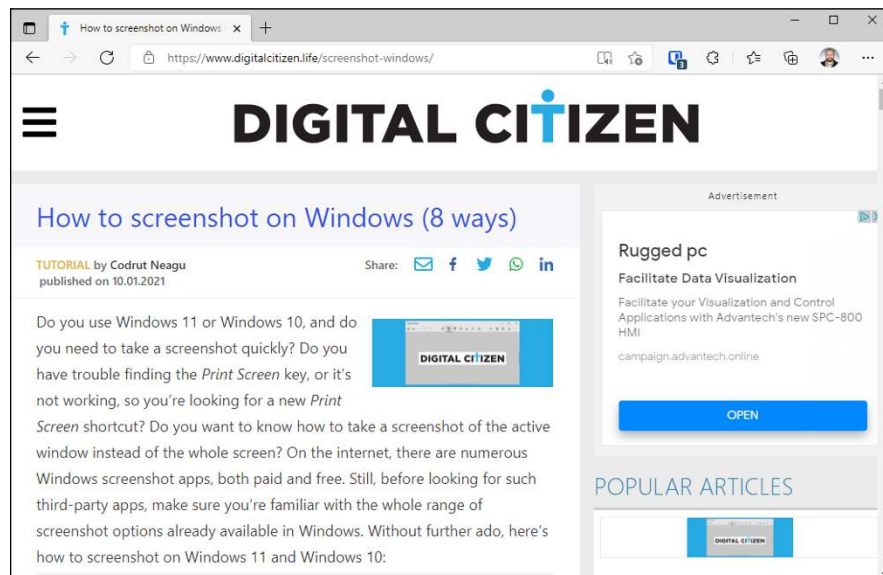 How to screenshot on Windows
https://www.digitalcitizen.life/screenshot-windows/
3
DIGITAL CITIZEN
How to screenshot on Windows (8 ways)
TUTORIAL by Codrut Neagu
published on 10.01.2021
Share:
Do you use Windows 11 or Windows 10, and do
you need to take a screenshot quickly? Do you
have trouble finding the Print Screen key, or it's
not working, so you're looking for a new Print
Screen shortcut? Do you want to know how to take a screenshot of the active
window instead of the whole screen? On the internet, there are numerous
Windows screenshot apps, both paid and free. Still, before looking for such
third-party apps, make sure you're familiar with the whole range of
screenshot options already available in Windows. Without further ado, here's
how to screenshot on Windows 11 and Windows 10:
DIGITAL CITIZEN
Advertisement
Rugged pc
Facilitate Data Visualization
Facilitate your Visualization and Control
Applications with Advantech's new SPC-800
HMI
campaign.advantech.online
OPEN
POPULAR ARTICLES
DIGITAL CITIZEN